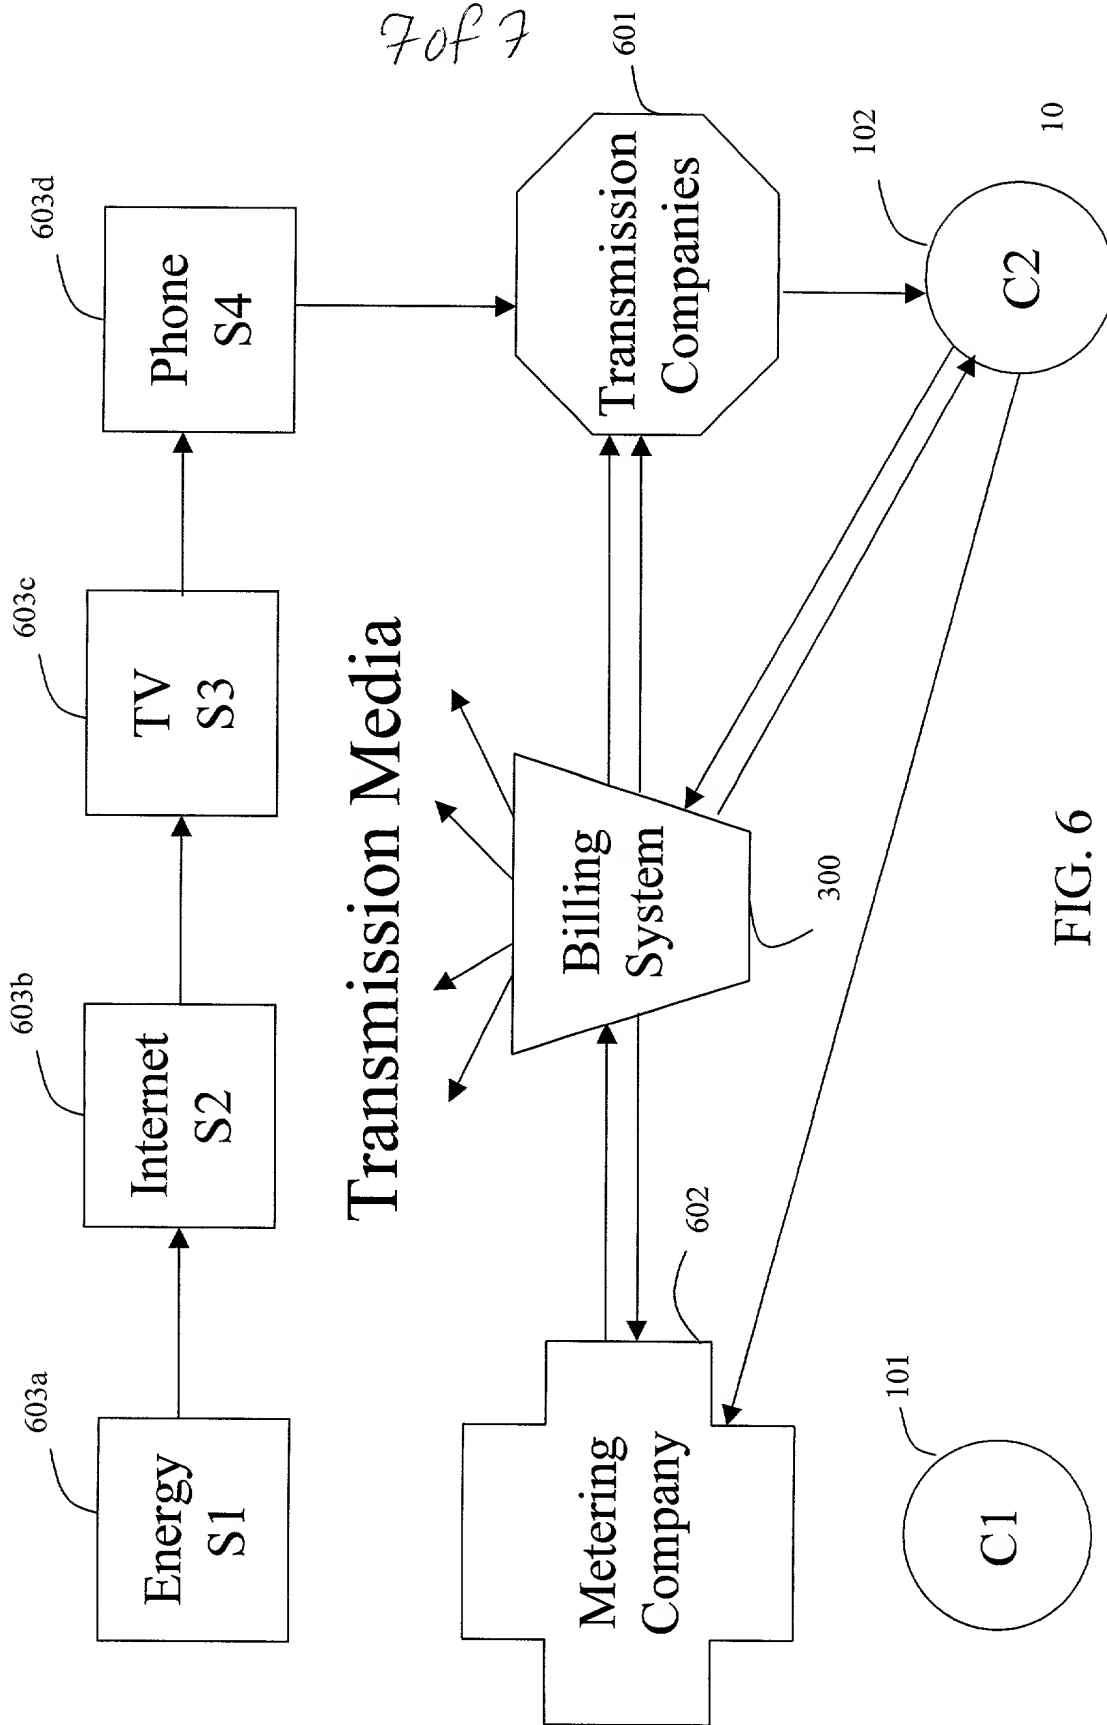 7 of 7
603a
603b
603c
603d
Energy
S1
Internet
S2
TV
S3
Phone
S4
Transmission Media
Metering
Company
602
Billing
System
300
Transmission
Companies
601
C1
101
C2
102
10
FIG. 6